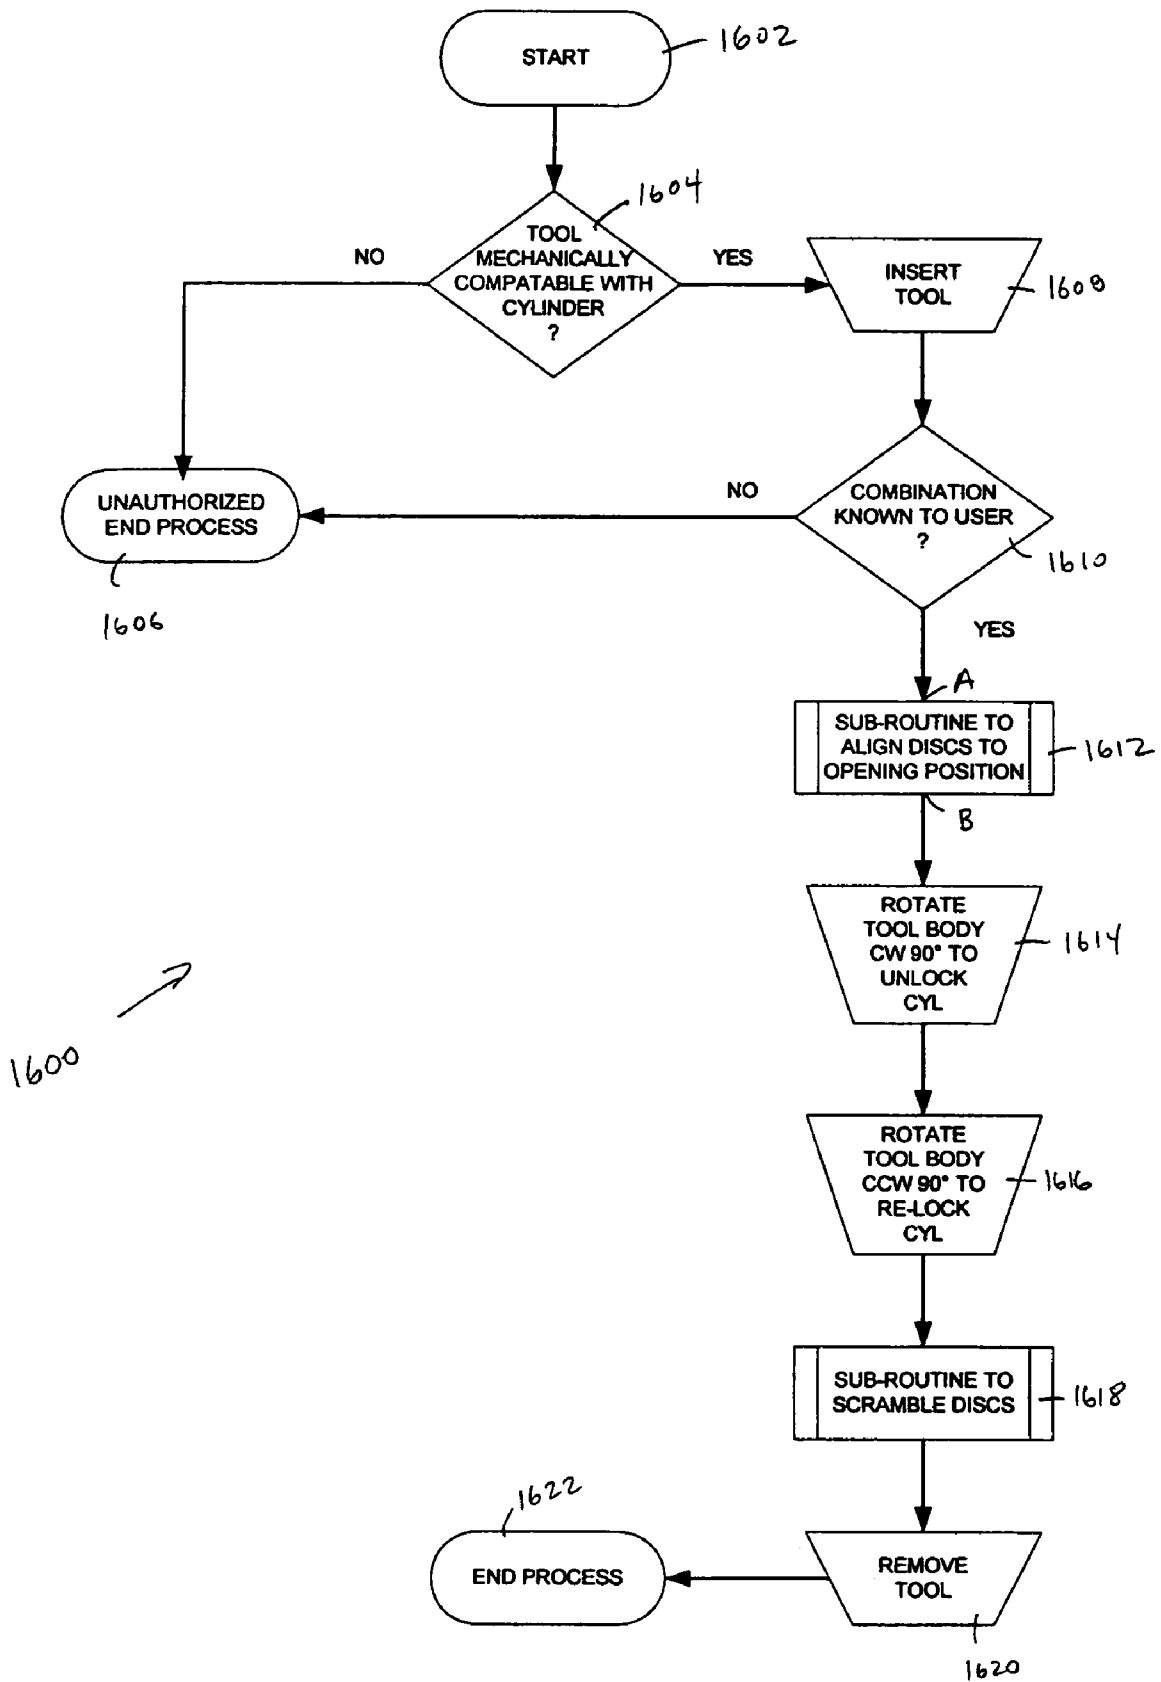 START
1602
1604
TOOL
MECHANICALLY
COMPATABLE WITH
CYLINDER
?
NO
YES
INSERT
TOOL
1608
UNAUTHORIZED
END PROCESS
1606
NO
COMBINATION
KNOWN TO USER
?
1610
YES
A
SUB-ROUTINE TO
ALIGN DISCS TO
OPENING POSITION
1612
B
ROTATE
TOOL BODY
CW 90° TO
UNLOCK
CYL
1614
1600
ROTATE
TOOL BODY
CCW 90° TO
RE-LOCK
CYL
1616
SUB-ROUTINE TO
SCRAMBLE DISCS
1618
1622
END PROCESS
REMOVE
TOOL
1620